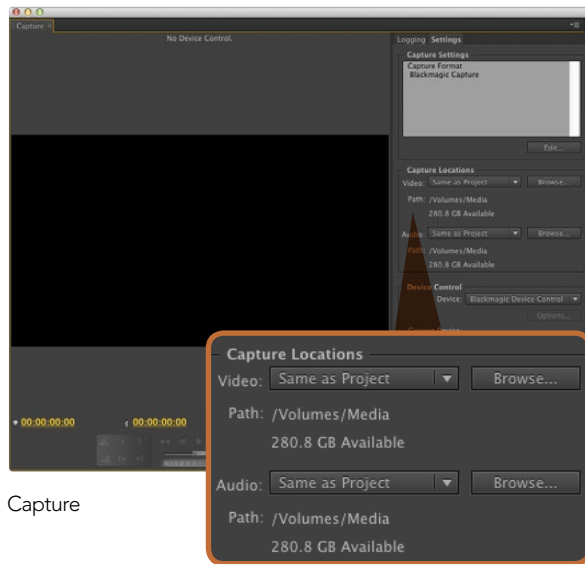 Capture
No Device Control.
Logging Settings
Capture Settings
Capture Format
Blackmagic Capture
Edit...
Capture Locations
Video: Same as Project Browse...
Path: /Volumes/Media
280.8 GB Available
Audio: Same as Project Browse...
Path: /Volumes/Media
280.8 GB Available
Device Control
Device: Blackmagic Device Control
Options...
00:00:00:00
00:00:00:00
Capture Locations
Video: Same as Project Browse...
Path: /Volumes/Media
280.8 GB Available
Audio: Same as Project Browse...
Path: /Volumes/Media
280.8 GB Available
Capture